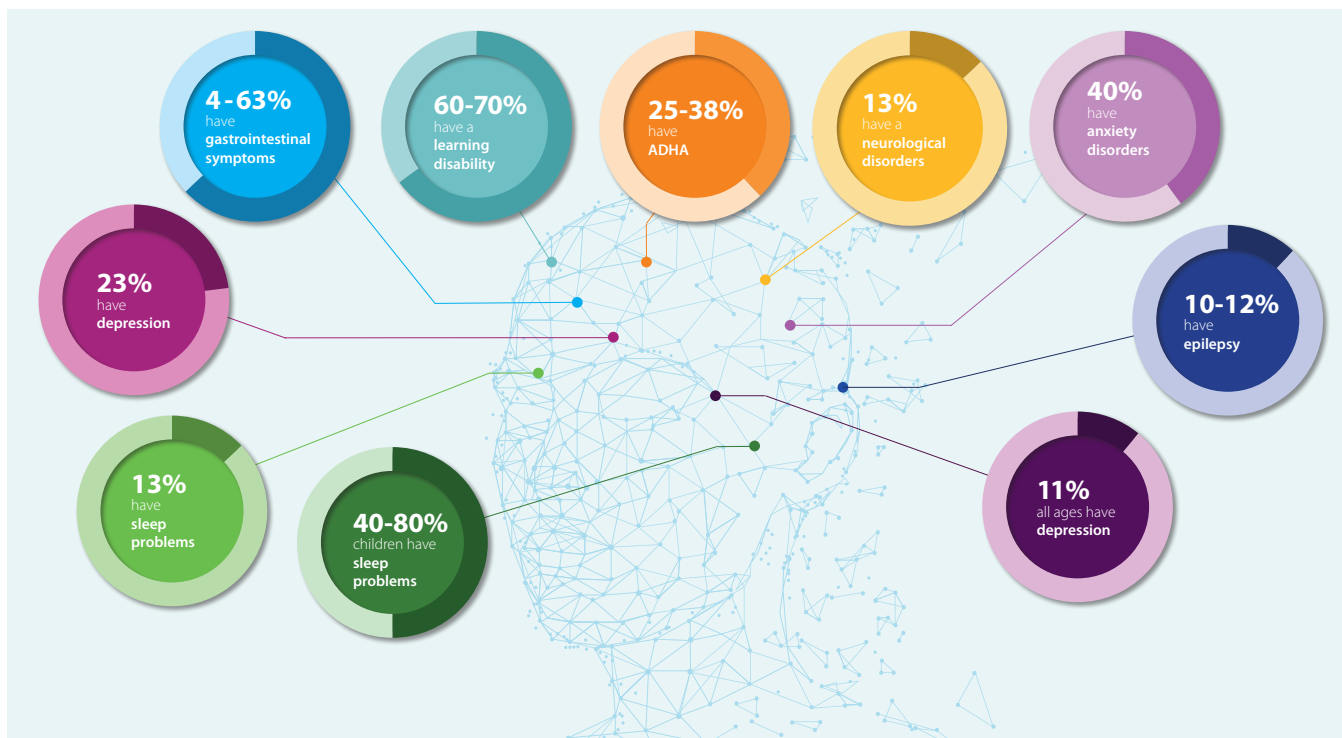 4-63%
have
gastrointestinal
symptoms
60-70%
have a
learning
disability
25-38%
have
ADHA
13%
have a
neurological
disorders
40%
have
anxiety
disorders
23%
have
depression
10-12%
have
epilepsy
13%
have
sleep
problems
40-80%
children have
sleep
problems
11%
all ages have
depression